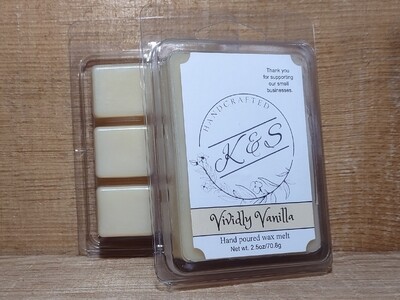 Thank you
for supporting
our small
businesses.
HANDCRAFTED
K&S
Vividly Vanilla
Hand poured wax melt
Net wt. 2.5oz/70.8g